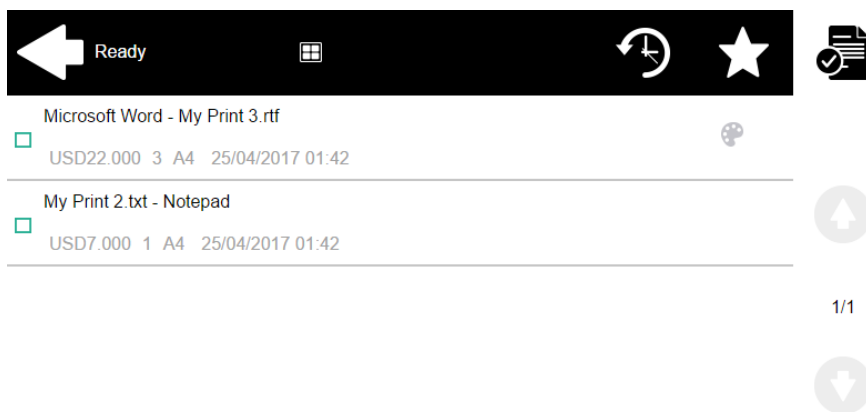 Ready
Microsoft Word - My Print 3.rtf
USD22.000 3 A4 25/04/2017 01:42
My Print 2.txt - Notepad
USD7.000 1 A4 25/04/2017 01:42
1/1